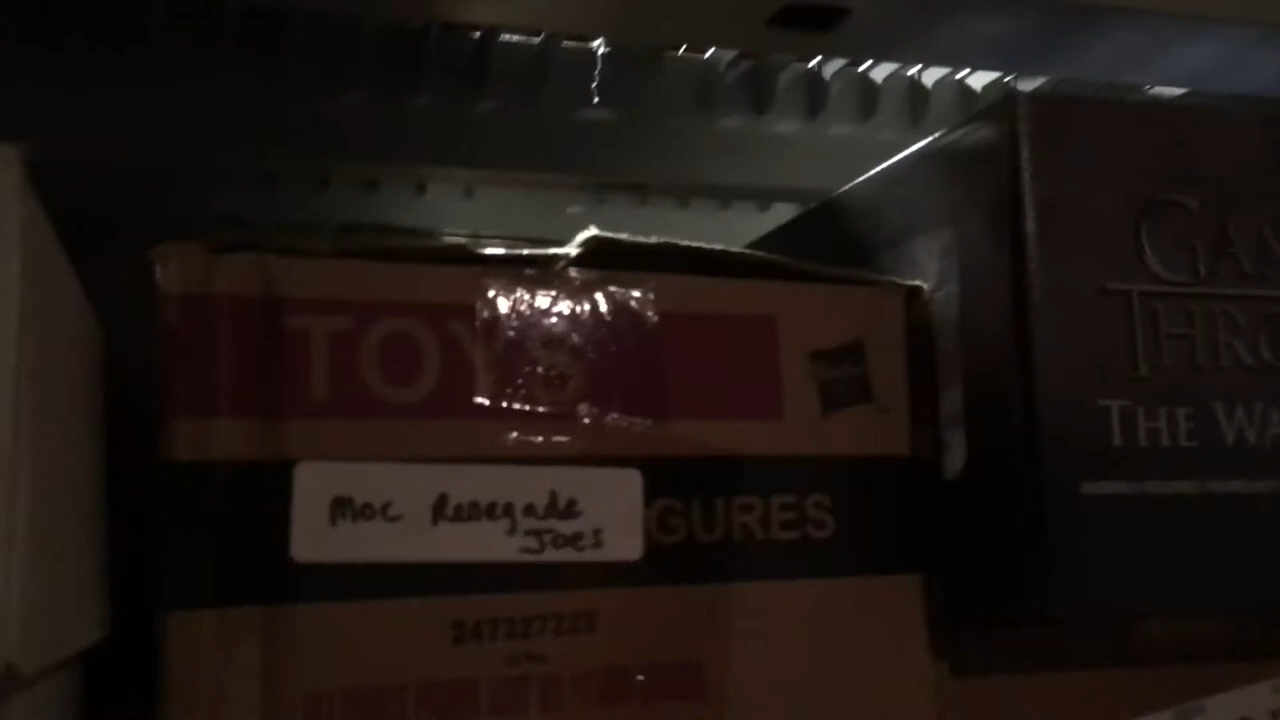 TOYS
Moc Renegade
Joes
GURES
247227225
GAM
THRO
THE WA